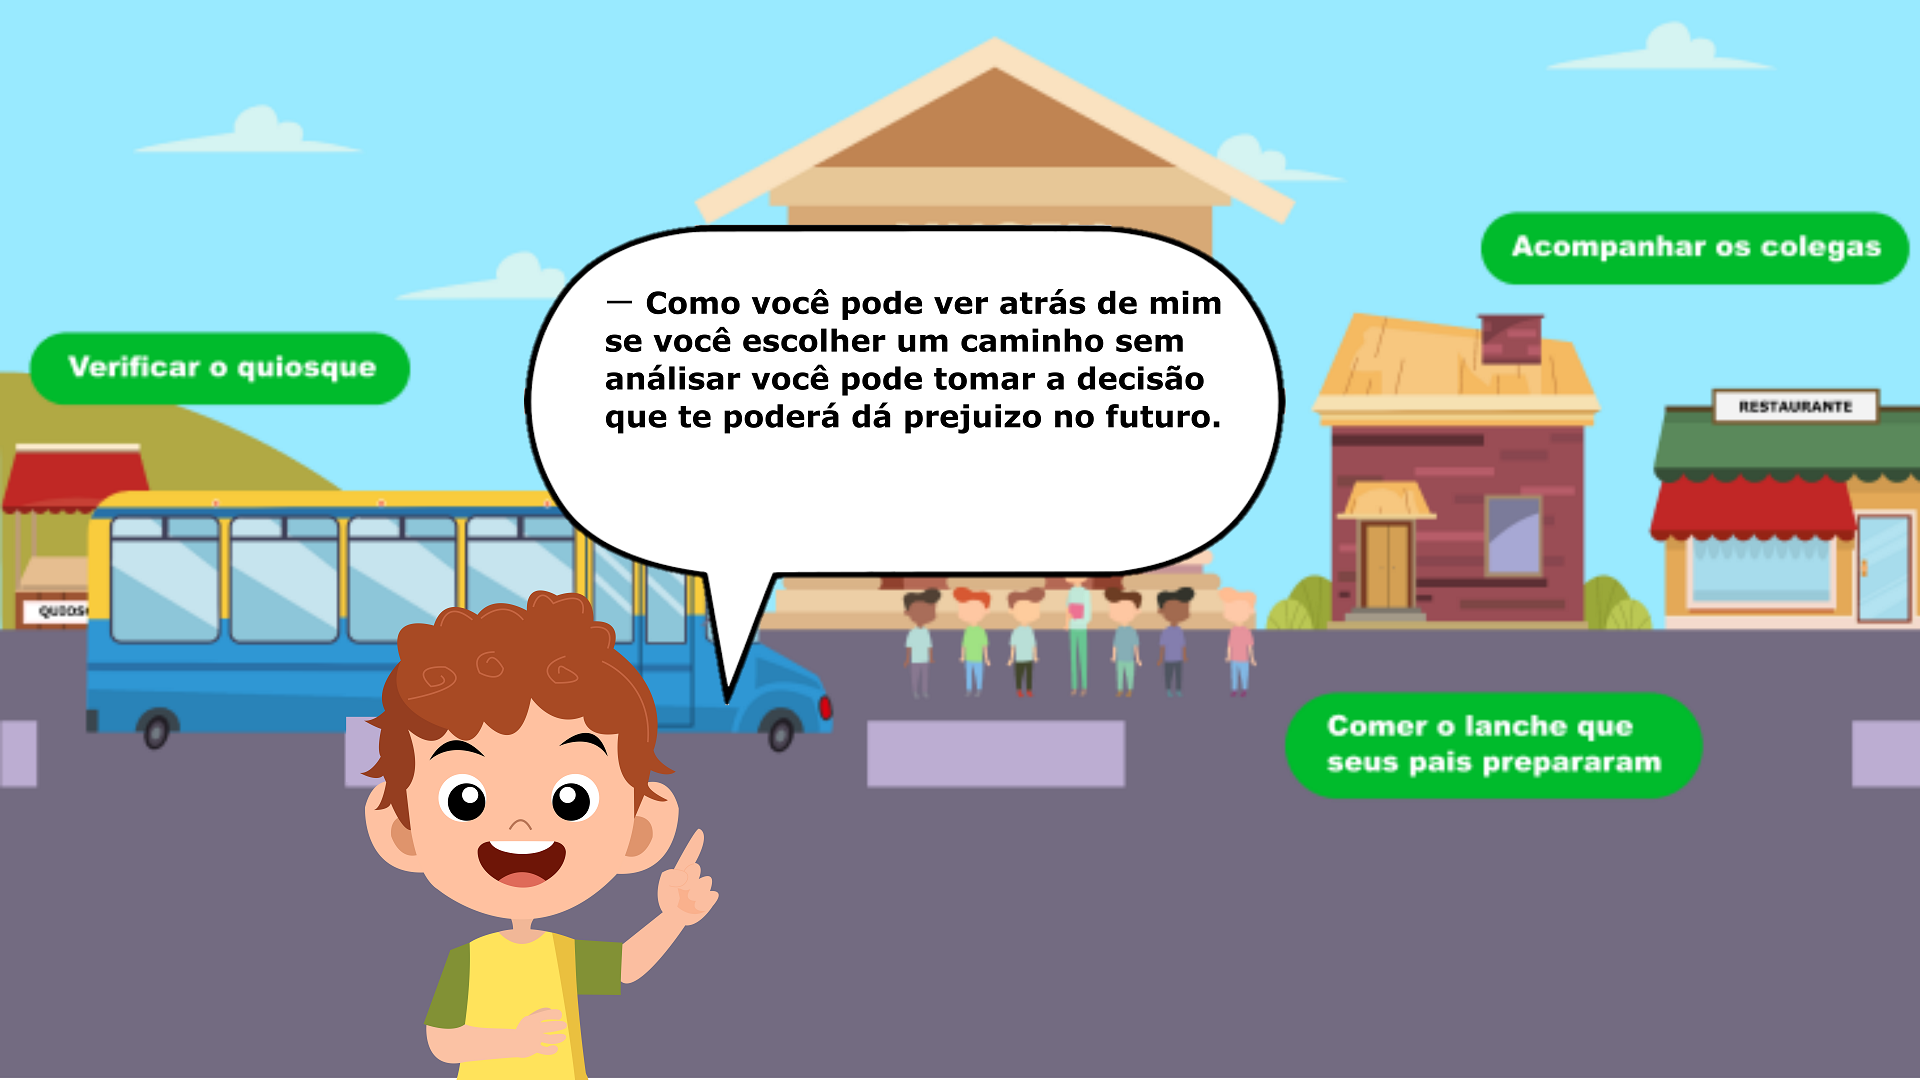 — Como você pode ver atrás de mim
se você escolher um caminho sem
análisar você pode tomar a decisão
que te poderá dá prejuizo no futuro.
Acompanhar os colegas
Verificar o quiosque
RESTAURANTE
Comer o lanche que
seus pais prepararam